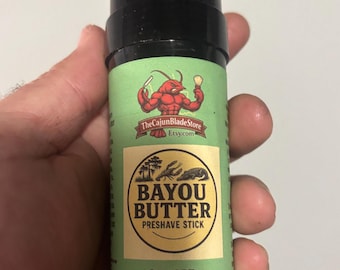 TheCajunBladeStore
Etsy.com
BAYOU
BUTTER
PRESHAVE STICK